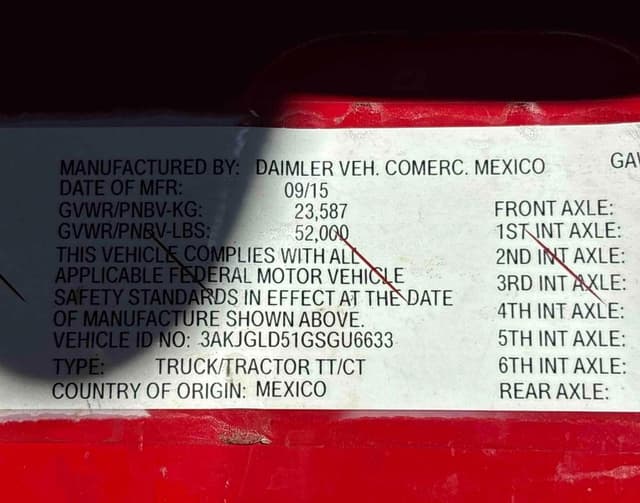 MANUFACTURED BY: DAIMLER VEH. COMERC. MEXICO
DATE OF MFR: 09/15
GVWR/PNBV-KG: 23,587
GVWR/PNBV-LBS: 52,000
THIS VEHICLE COMPLIES WITH ALL
APPLICABLE FEDERAL MOTOR VEHICLE
SAFETY STANDARDS IN EFFECT AT THE DATE
OF MANUFACTURE SHOWN ABOVE.
VEHICLE ID NO: 3AKJGLD51GSGU6633
TYPE: TRUCK/TRACTOR TT/CT
COUNTRY OF ORIGIN: MEXICO
FRONT AXLE:
1ST INT AXLE:
2ND INT AXLE:
3RD INT AXLE:
4TH INT AXLE:
5TH INT AXLE:
6TH INT AXLE:
REAR AXLE: